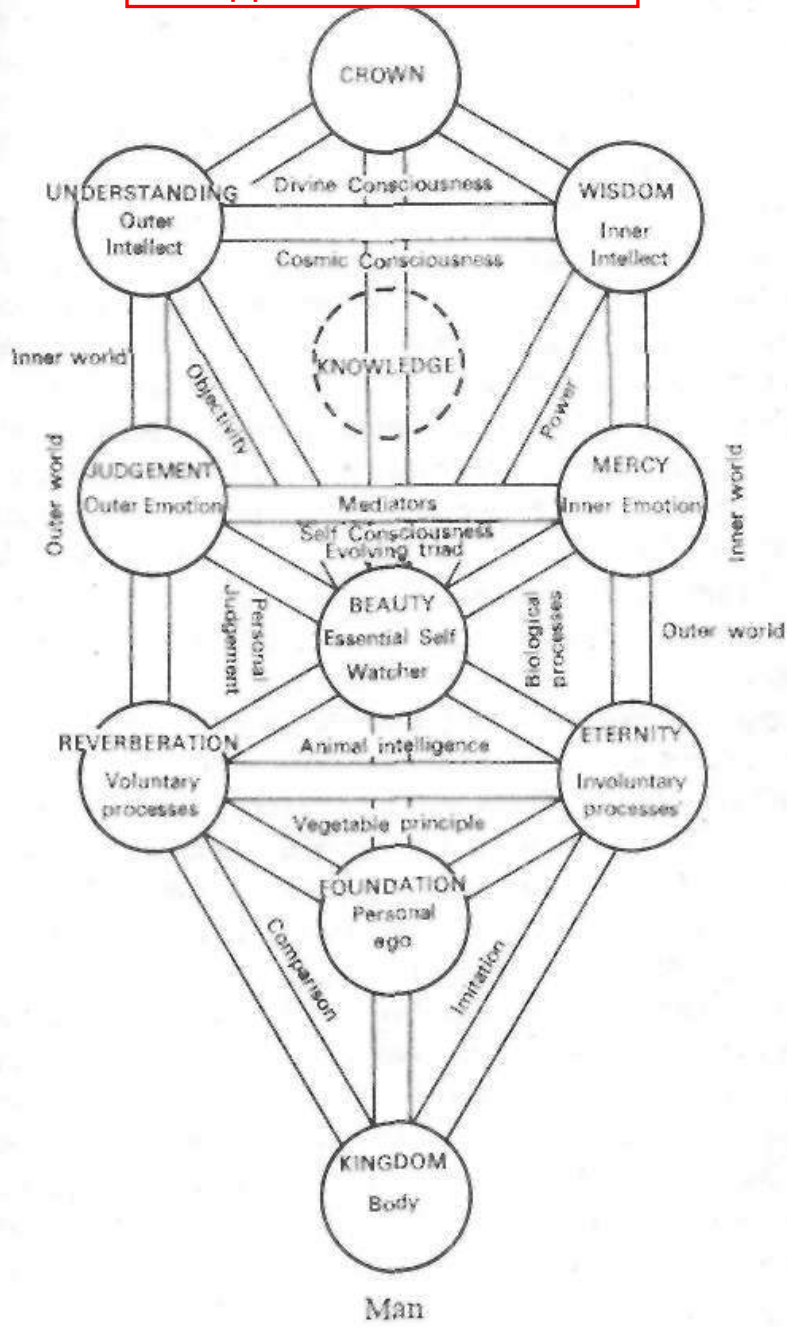 CROWN
UNDERSTANDING
Outer
Intellect
Divine Consciousness
WISDOM
Inner
Intellect
Cosmic Consciousness
Inner world
KNOWLEDGE
Objectivity
Power
Outer world
JUDGEMENT
Outer Emotion
Mediators
MERCY
Inner Emotion
Inner world
Self Consciousness
Evolving triad
Personal
Judgement
BEAUTY
Essential Self
Watcher
Biological
processes
Outer world
REVERBERATION
Voluntary
processes
Animal intelligence
ETERNITY
Involuntary
processes
Vegetable principle
FOUNDATION
Personal
ego
Comparison
Imitation
KINGDOM
Body
Man